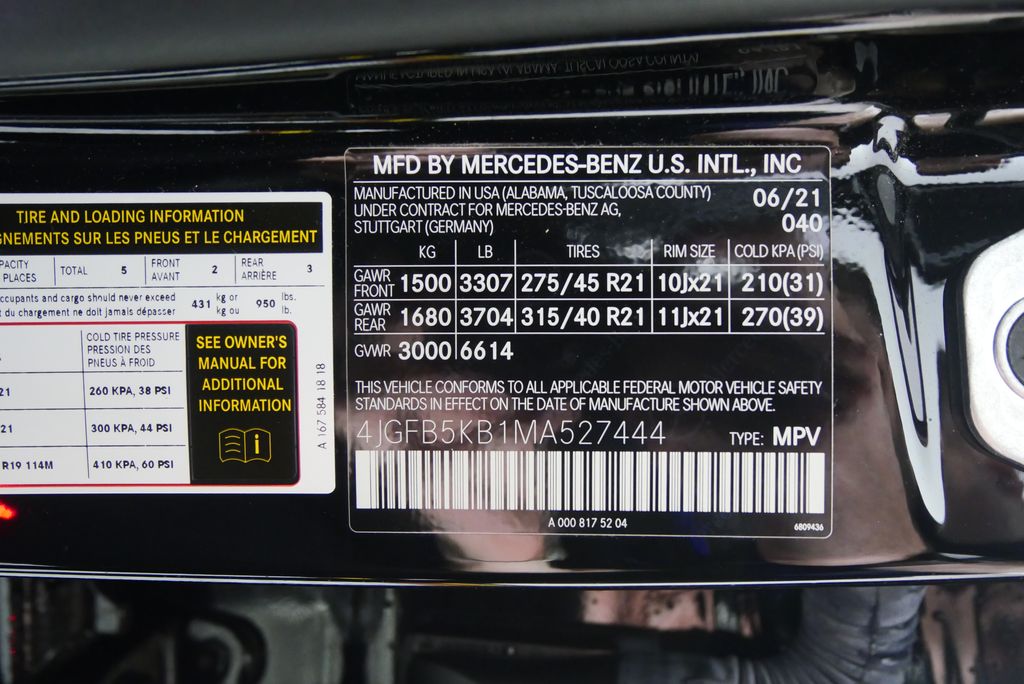 TIRE AND LOADING INFORMATION
GNEMENTS SUR LES PNEUS ET LE CHARGEMENT
PLACES TOTAL 5 FRONT AVANT 2 REAR ARRIÈRE 3
ccupants and cargo should never exceed 431 kg or 950 lbs.
du chargement ne doit jamais dépasser kg ou lb.
COLD TIRE PRESSURE
PRESSION DES
PNEUS À FROID
21 260 KPA, 38 PSI
21 300 KPA, 44 PSI
R19 114M 410 KPA, 60 PSI
SEE OWNER'S
MANUAL FOR
ADDITIONAL
INFORMATION
i
A 167 584 18 18
MFD BY MERCEDES-BENZ U.S. INTL., INC
MANUFACTURED IN USA (ALABAMA, TUSCALOOSA COUNTY) 06/21
UNDER CONTRACT FOR MERCEDES-BENZ AG, 040
STUTTGART (GERMANY)
KG LB TIRES RIM SIZE COLD KPA(PSI)
GAWR FRONT 1500 3307 275/45 R21 10Jx21 210(31)
GAWR REAR 1680 3704 315/40 R21 11Jx21 270(39)
GVWR 3000 6614
THIS VEHICLE CONFORMS TO ALL APPLICABLE FEDERAL MOTOR VEHICLE SAFETY
STANDARDS IN EFFECT ON THE DATE OF MANUFACTURE SHOWN ABOVE.
4JGFB5KB1MA527444 TYPE: MPV
A 000 817 52 04 6809436